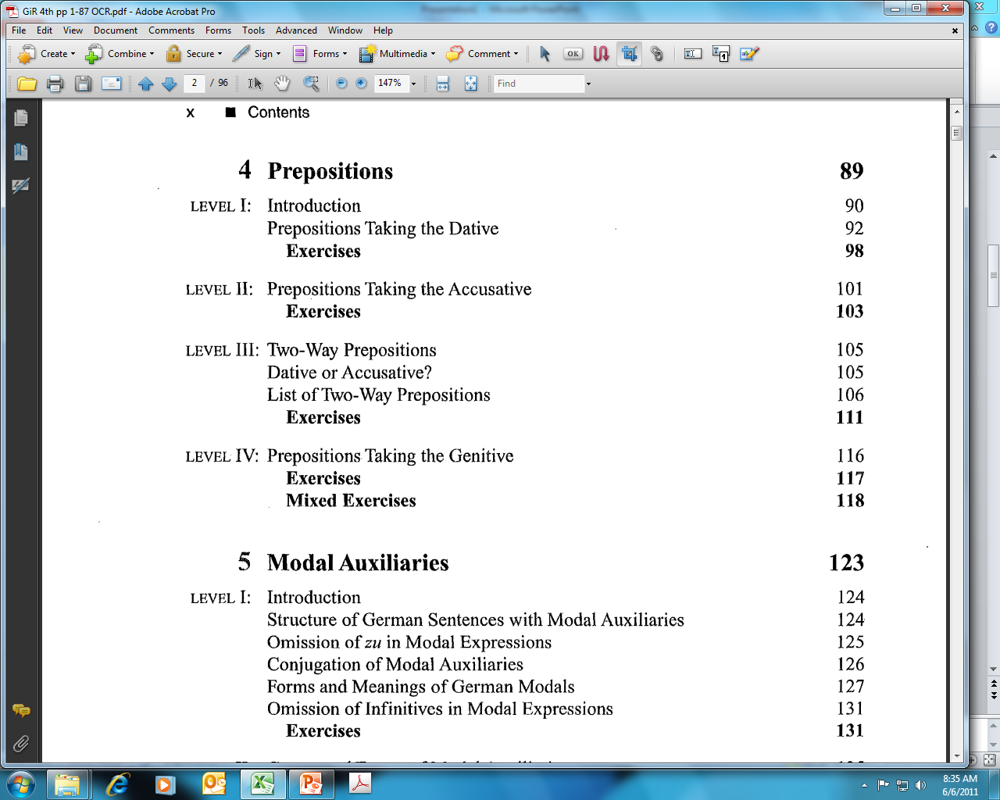 GiR 4th pp 1-87 OCR.pdf - Adobe Acrobat Pro
File Edit View Document Comments Forms Tools Advanced Window Help
Create Combine Secure Sign Forms Multimedia Comment OK
2 / 96 147% Find
x ■ Contents
4 Prepositions 89
LEVEL I: Introduction 90
Prepositions Taking the Dative 92
Exercises 98
LEVEL II: Prepositions Taking the Accusative 101
Exercises 103
LEVEL III: Two-Way Prepositions 105
Dative or Accusative? 105
List of Two-Way Prepositions 106
Exercises 111
LEVEL IV: Prepositions Taking the Genitive 116
Exercises 117
Mixed Exercises 118
5 Modal Auxiliaries 123
LEVEL I: Introduction 124
Structure of German Sentences with Modal Auxiliaries 124
Omission of zu in Modal Expressions 125
Conjugation of Modal Auxiliaries 126
Forms and Meanings of German Modals 127
Omission of Infinitives in Modal Expressions 131
Exercises 131
8:35 AM
6/6/2011